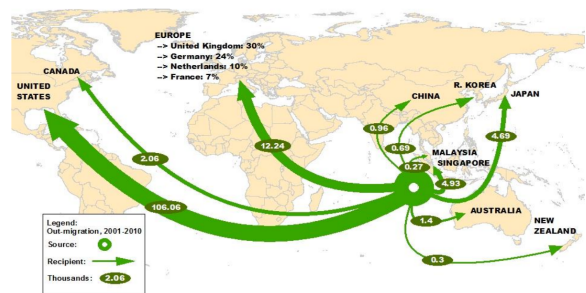 EUROPE
--> United Kingdom: 30%
--> Germany: 24%
--> Netherlands: 10%
--> France: 7%
CANADA
UNITED
STATES
CHINA
R. KOREA
JAPAN
0.96
0.69
4.69
12.24
2.06
MALAYSIA
SINGAPORE
0.27
4.93
106.06
1.4
AUSTRALIA
NEW
ZEALAND
0.3
Legend:
Out-migration, 2001-2010
Source:
Recipient:
Thousands: 2.06